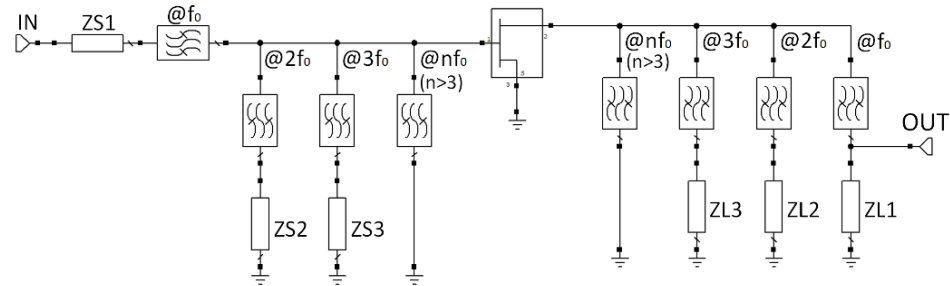 IN
ZS1
@f₀
@2f₀
@3f₀
@nf₀
(n>3)
1
2
3
5
@nf₀
(n>3)
@3f₀
@2f₀
@f₀
OUT
ZS2
ZS3
ZL3
ZL2
ZL1